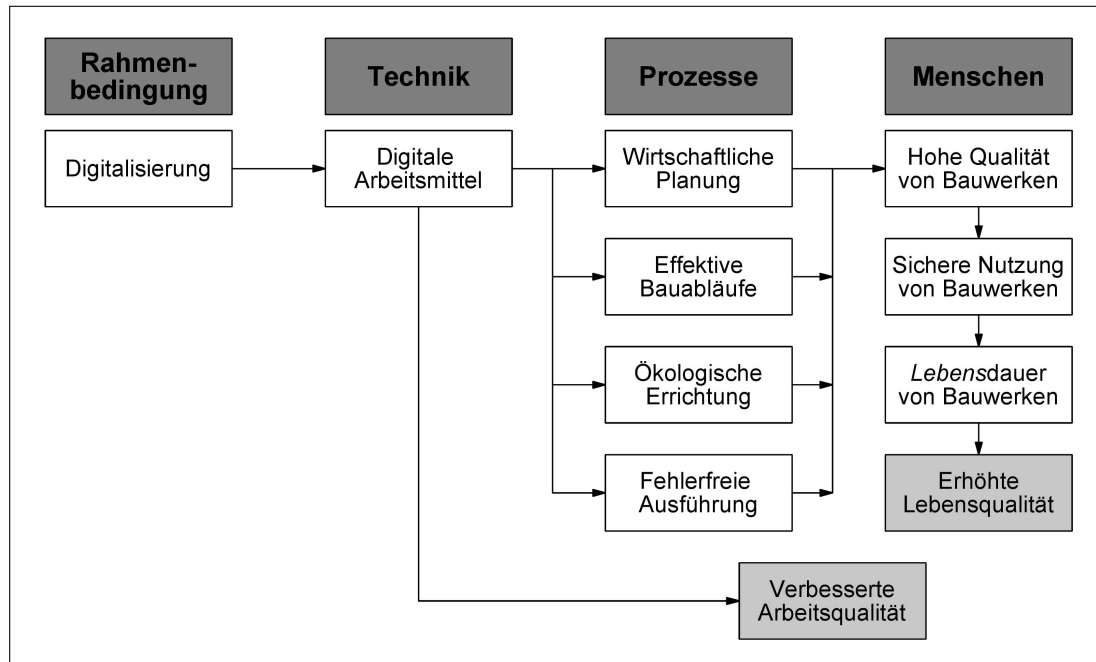 Rahmen-
bedingung
Technik
Prozesse
Menschen
Digitalisierung
Digitale
Arbeitsmittel
Wirtschaftliche
Planung
Hohe Qualität
von Bauwerken
Effektive
Bauabläufe
Sichere Nutzung
von Bauwerken
Ökologische
Errichtung
Lebensdauer
von Bauwerken
Fehlerfreie
Ausführung
Erhöhte
Lebensqualität
Verbesserte
Arbeitsqualität